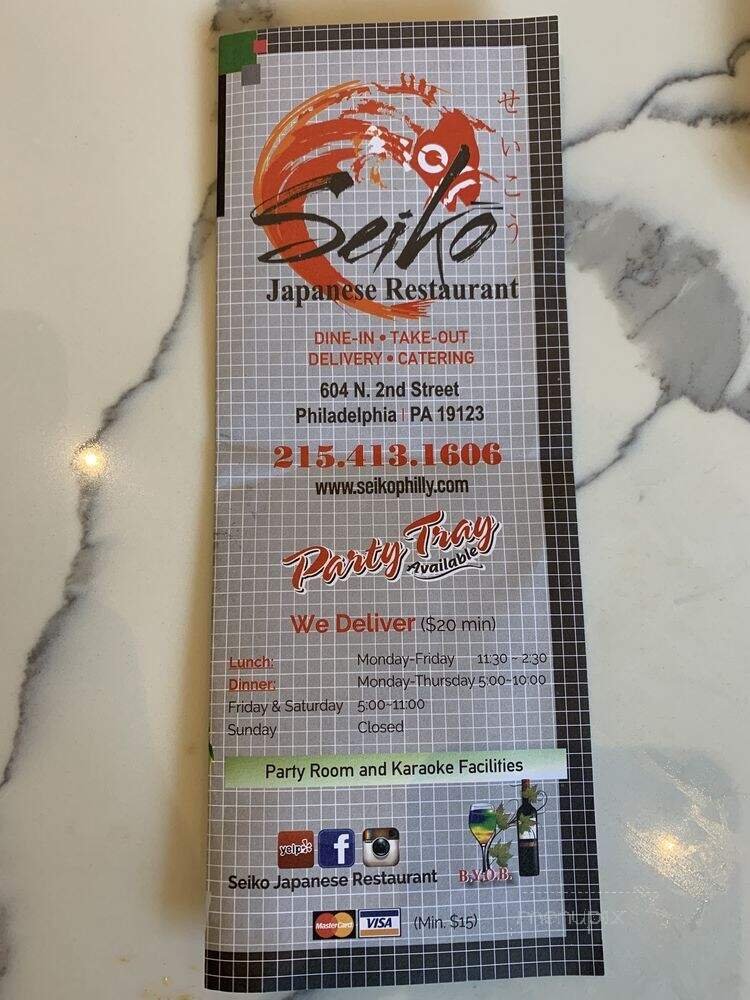 せいこう
Seikō
Japanese Restaurant
DINE-IN • TAKE-OUT
DELIVERY • CATERING
604 N. 2nd Street
Philadelphia | PA 19123
215.413.1606
www.seikophilly.com
Party Tray
Available
We Deliver ($20 min)
Lunch: Monday-Friday 11:30 ~ 2:30
Dinner: Monday-Thursday 5:00~10:00
Friday & Saturday 5:00~11:00
Sunday Closed
Party Room and Karaoke Facilities
yelp
f
Seiko Japanese Restaurant
B.Y.O.B.
MasterCard VISA (Min. $15)
menupix